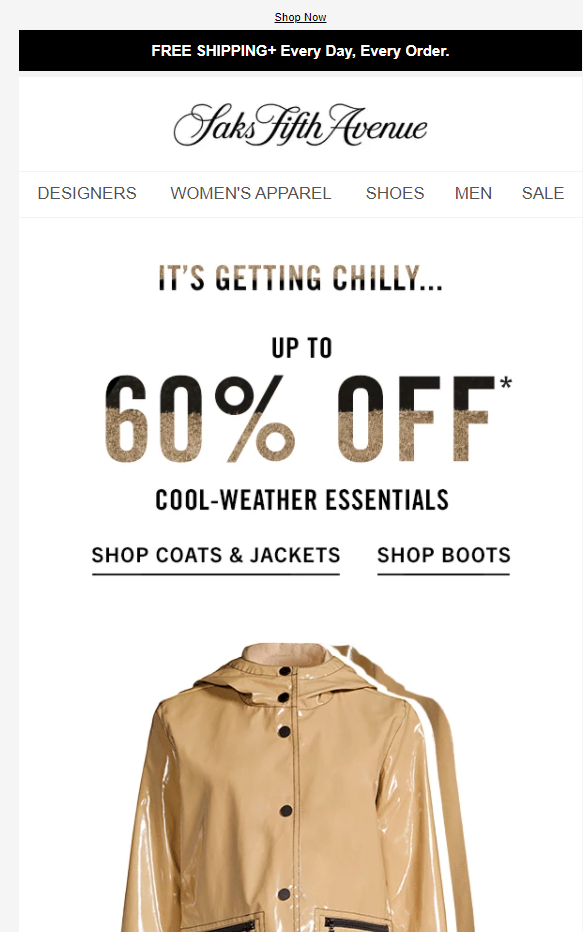 Shop Now
FREE SHIPPING+ Every Day, Every Order.
Saks Fifth Avenue
DESIGNERS WOMEN'S APPAREL SHOES MEN SALE
IT'S GETTING CHILLY...
UP TO
60% OFF*
COOL-WEATHER ESSENTIALS
SHOP COATS & JACKETS SHOP BOOTS